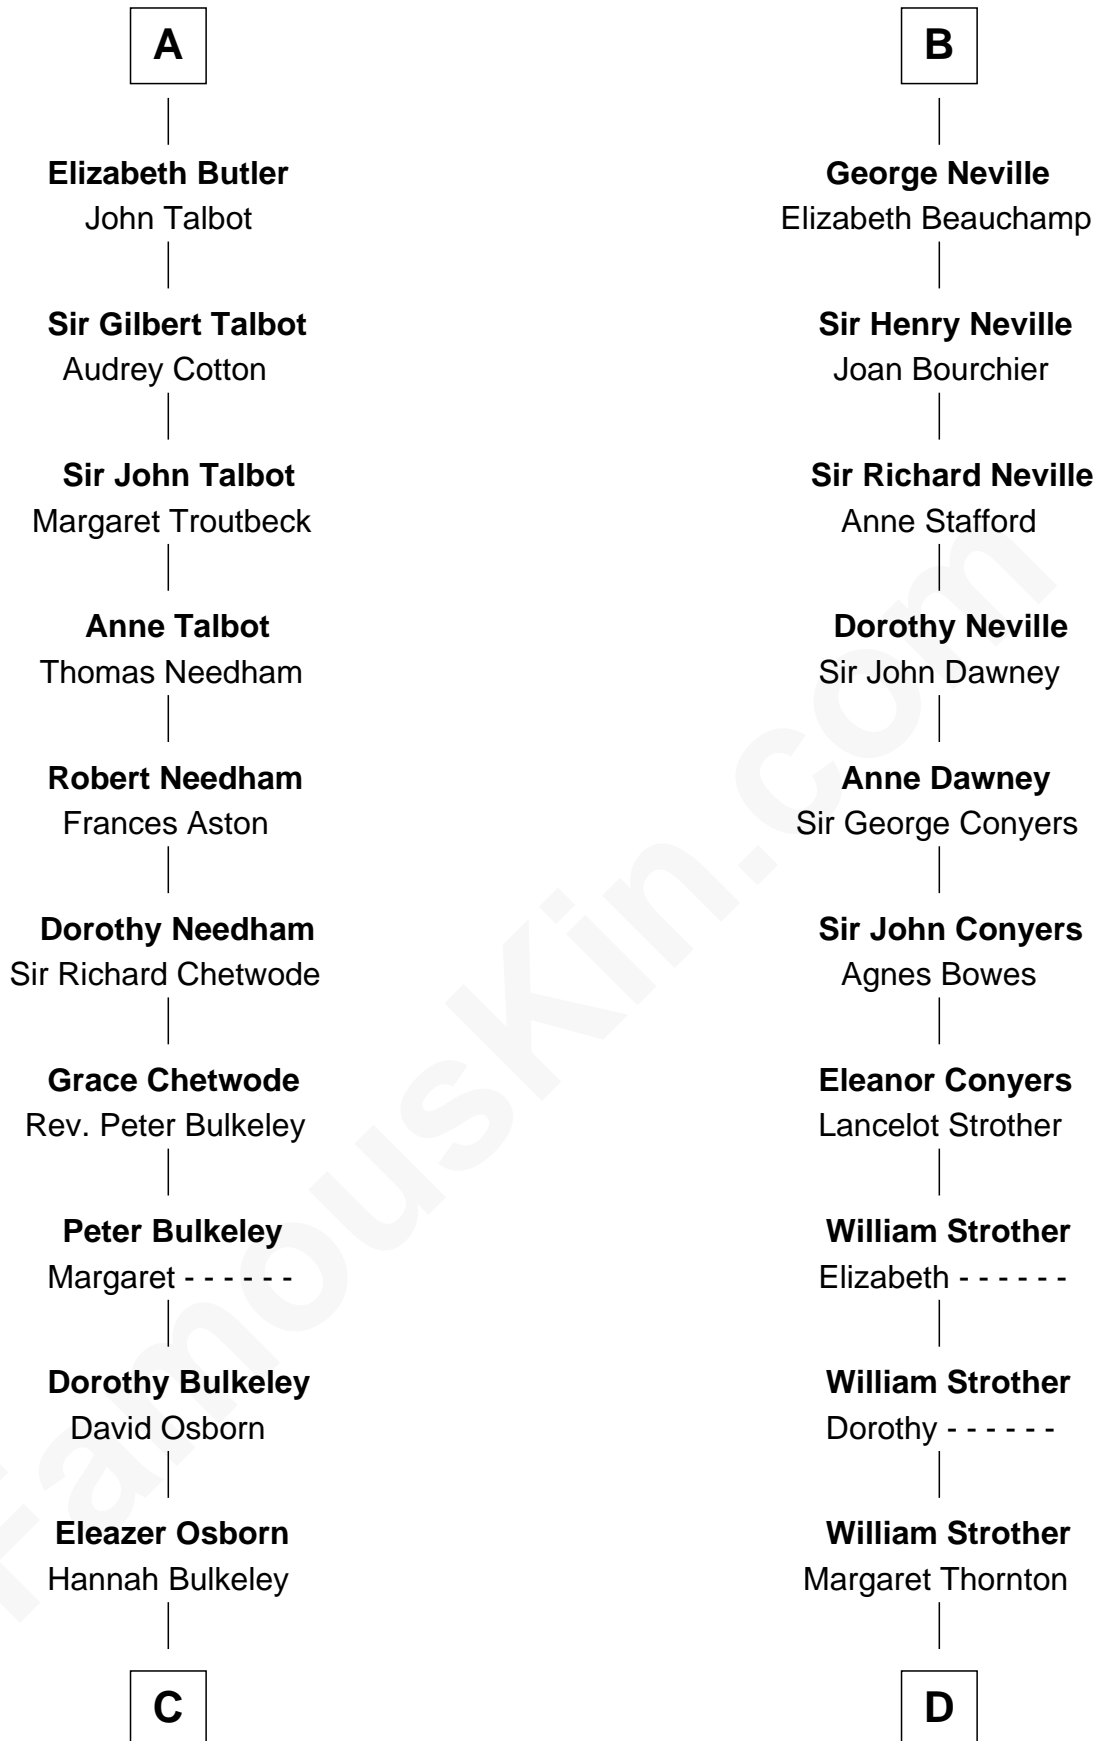 A
Elizabeth Butler
John Talbot
Sir Gilbert Talbot
Audrey Cotton
Sir John Talbot
Margaret Troutbeck
Anne Talbot
Thomas Needham
Robert Needham
Frances Aston
Dorothy Needham
Sir Richard Chetwode
Grace Chetwode
Rev. Peter Bulkeley
Peter Bulkeley
Margaret - - - - - -
Dorothy Bulkeley
David Osborn
Eleazer Osborn
Hannah Bulkeley
C
B
George Neville
Elizabeth Beauchamp
Sir Henry Neville
Joan Bourchier
Sir Richard Neville
Anne Stafford
Dorothy Neville
Sir John Dawney
Anne Dawney
Sir George Conyers
Sir John Conyers
Agnes Bowes
Eleanor Conyers
Lancelot Strother
William Strother
Elizabeth - - - - - -
William Strother
Dorothy - - - - - -
William Strother
Margaret Thornton
D
FamousKin.com